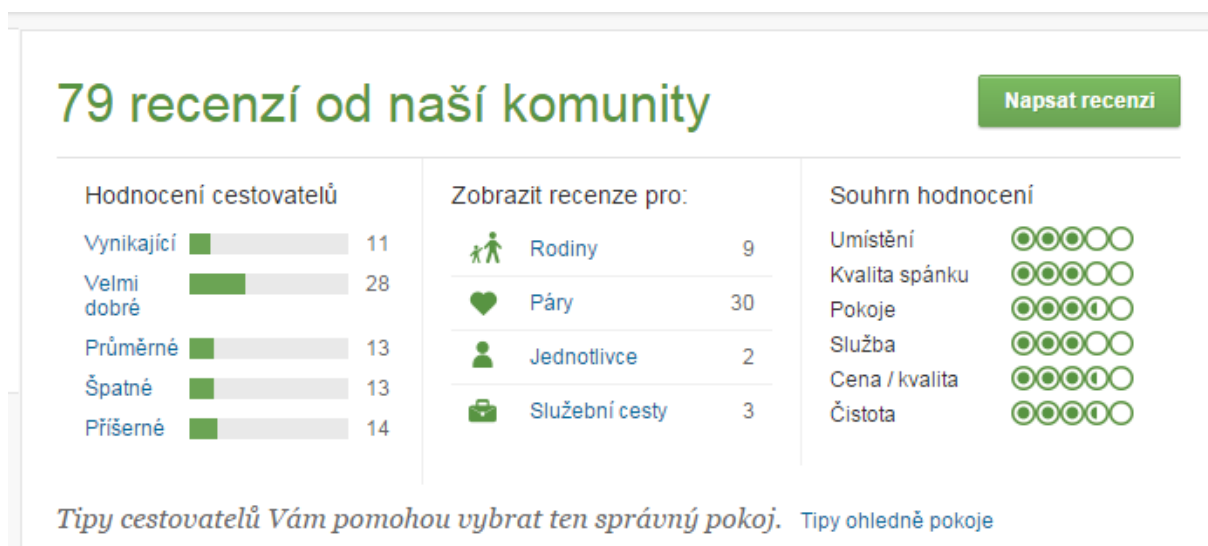 79 recenzí od naší komunity
Napsat recenzi
Hodnocení cestovatelů
Vynikající 11
Velmi
dobré 28
Průměrné 13
Špatné 13
Příšerné 14
Zobrazit recenze pro:
Rodiny 9
Páry 30
Jednotlivce 2
Služební cesty 3
Souhrn hodnocení
Umístění
Kvalita spánku
Pokoje
Služba
Cena / kvalita
Čistota
Tipy cestovatelů Vám pomohou vybrat ten správný pokoj. Tipy ohledně pokoje